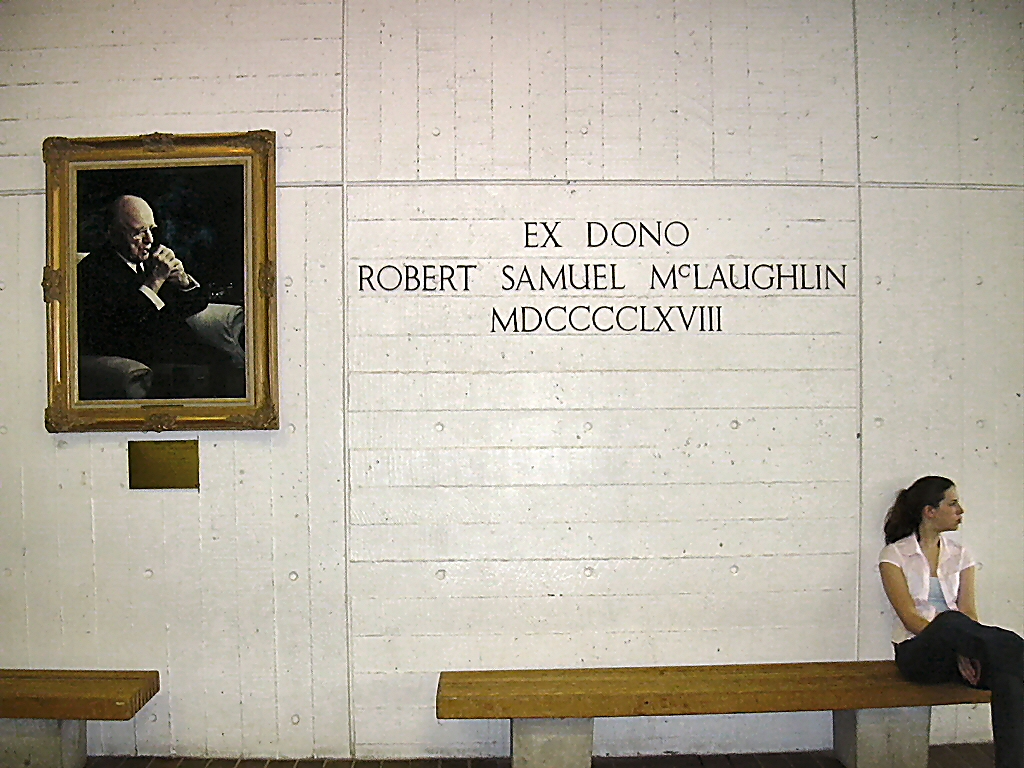 EX DONO
ROBERT SAMUEL McLAUGHLIN
MDCCCCLXVIII